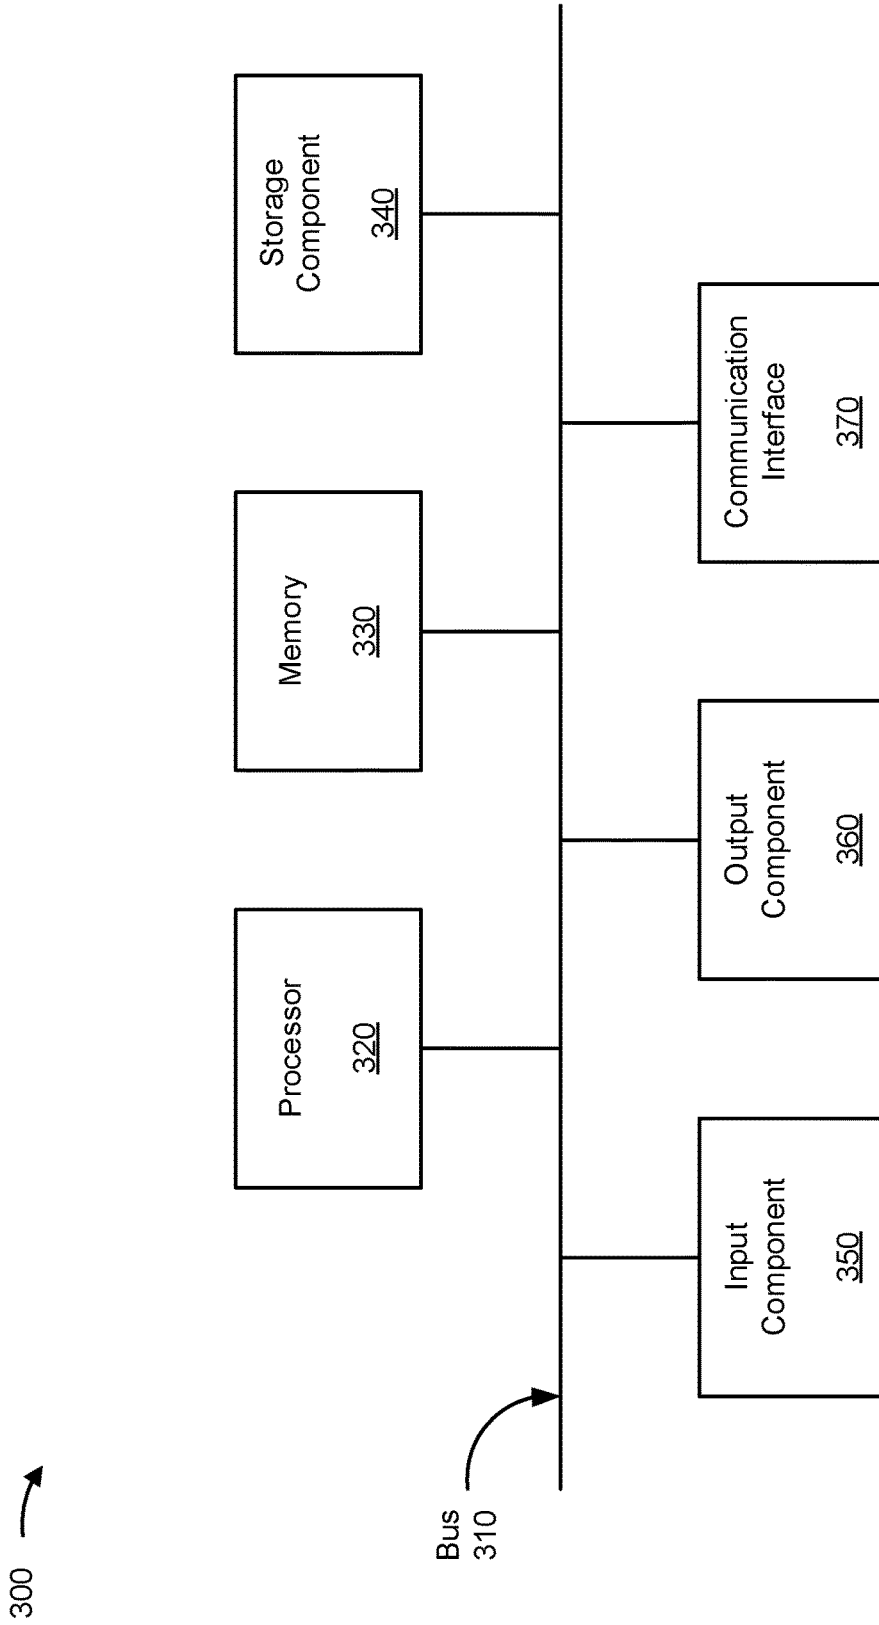 300
Bus
310
Processor
320
Memory
330
Storage
Component
340
Input
Component
350
Output
Component
360
Communication
Interface
370